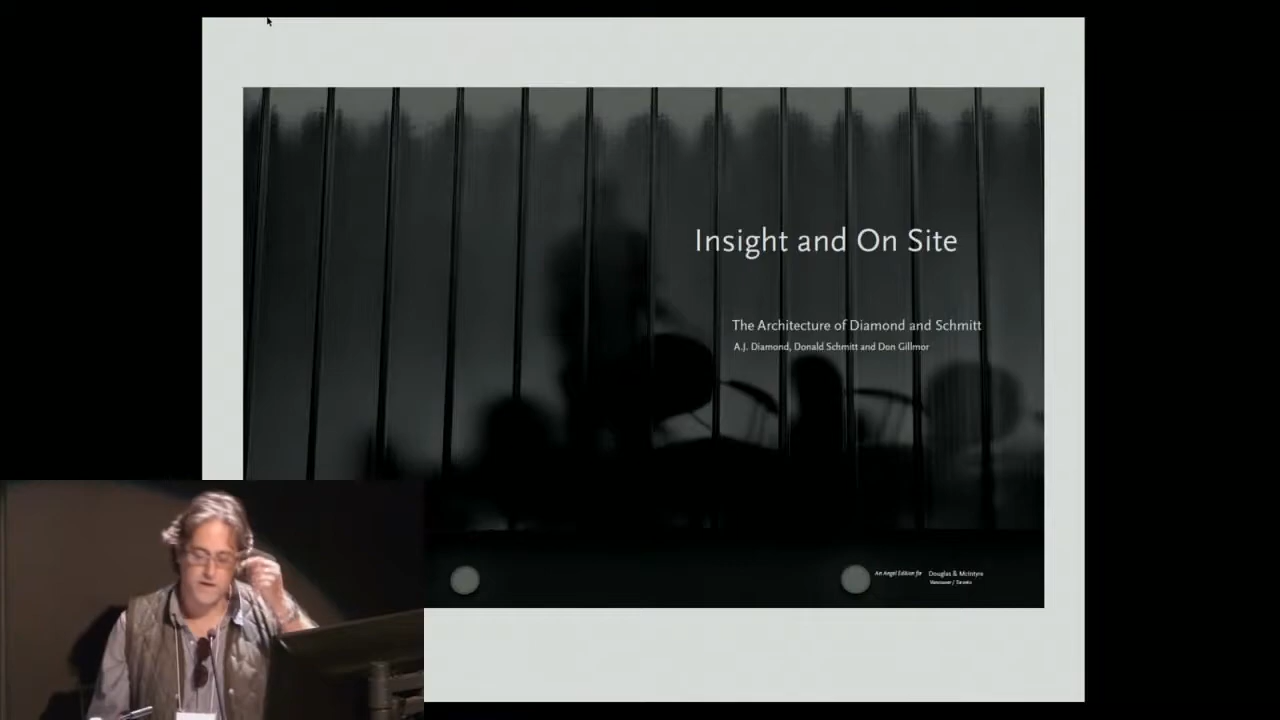 Insight and On Site
The Architecture of Diamond and Schmitt
A.J. Diamond, Donald Schmitt and Don Gillmor
An Angel Edition for Douglas & McIntyre
Vancouver / Toronto